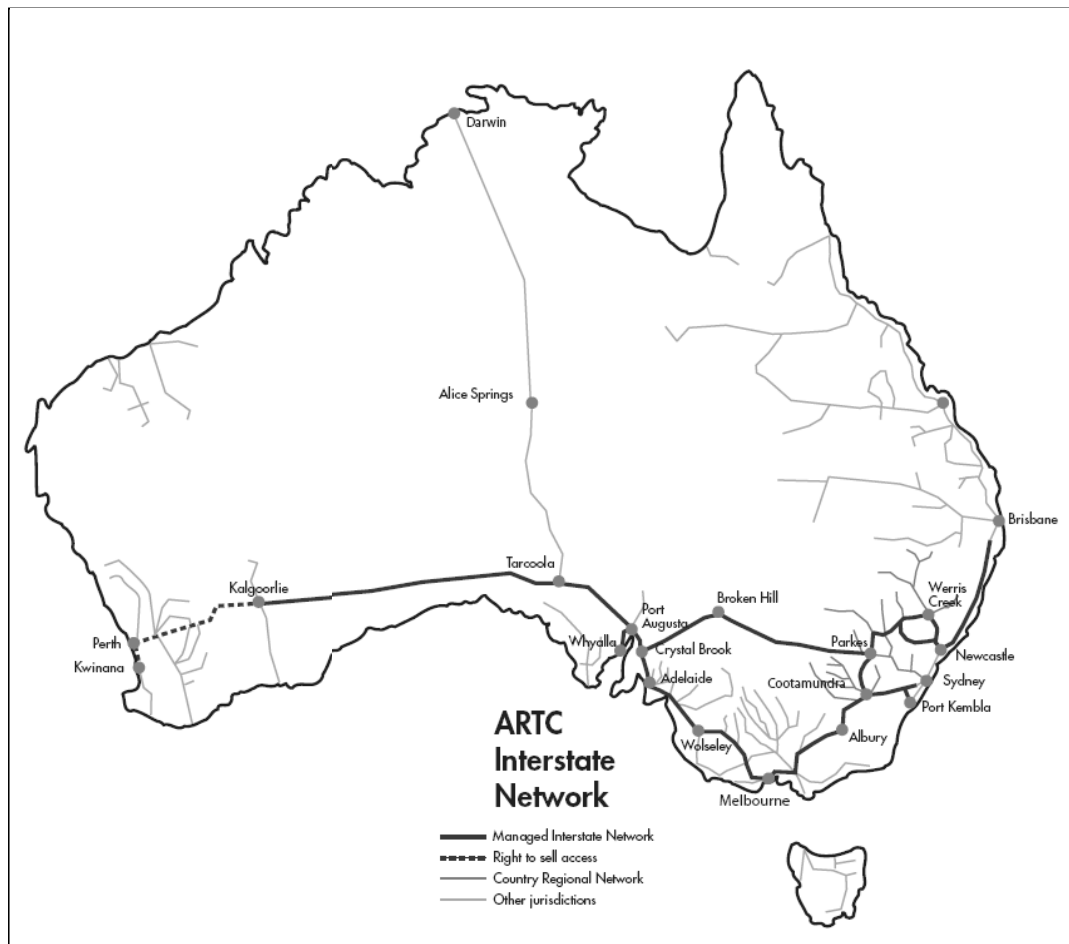 Darwin
Alice Springs
Brisbane
Tarcoola
Kalgoorlie
Werris
Creek
Broken Hill
Port
Augusta
Perth
Whyalla
Crystal Brook
Parkes
Newcastle
Kwinana
Adelaide
Cootamundra
Sydney
Port Kembla
Wolseley
Albury
Melbourne
ARTC
Interstate
Network
Managed Interstate Network
Right to sell access
Country Regional Network
Other jurisdictions